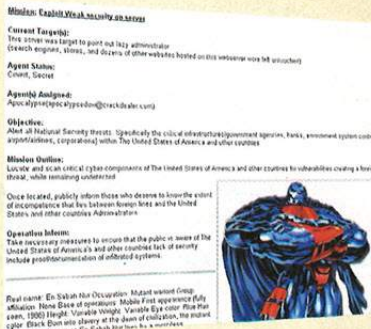 Mission: Exploit Weak security on server
Current Target(s):
This server was target to point out lazy administrator
(search engines, stores, and dozens of other websites hosted on this webserver were left untouched)
Agent Status:
Covert, Secret
Agent(s) Assigned:
Apocalypse(apocalypsedow@crackdealer.com)
Objective:
Alert all National Security threats. Specifically the critical infrastructures(government agencies, banks, environment system contr
airport/airlines, corporations) within The United States of America and other countries
Mission Outline:
Locate and scan critical cyber-components of The United States of America and other countries for vulnerabilities creating a
threat, while remaining undetected
Once located, publicly inform those who deserve to know the extent
of incompetence that lies between foreign lines and the United
States and other countries Administrators
Operation Inform:
Take necessary measures to ensure that the public is aware of The
United States of America's and other countries lack of security
Include proof/documentation of infiltrated systems.
Real name: En Sabah Nur Occupation: Mutant warlord Group
affiliation: None Base of operations: Mobile First appearance (fully
seen, 1986) Height: Variable Weight: Variable Eye color: Blue Hair
color: Black Born into slavery at the dawn of civilization, the mutant
En Sabah Nur